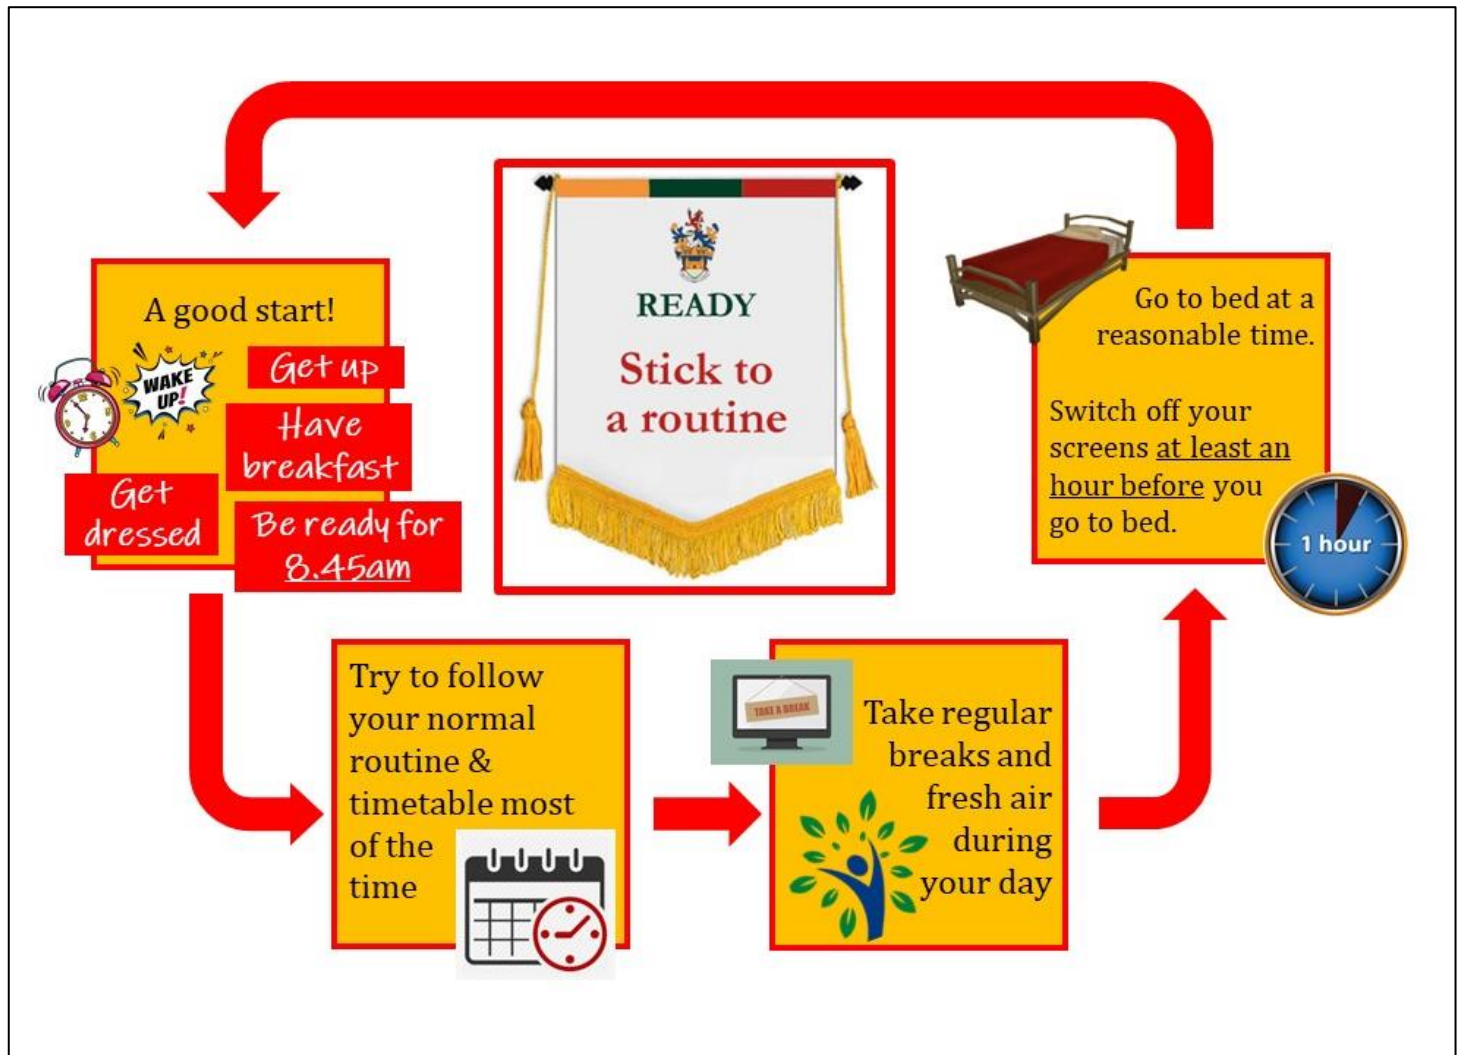 READY
Stick to
a routine
A good start!
WAKE
UP!
Get up
Have
breakfast
Get
dressed
Be ready for
8.45am
Try to follow
your normal
routine &
timetable most
of the
time
TAKE A BREAK
Take regular
breaks and
fresh air
during
your day
Go to bed at a
reasonable time.
Switch off your
screens at least an
hour before you
go to bed.
1 hour